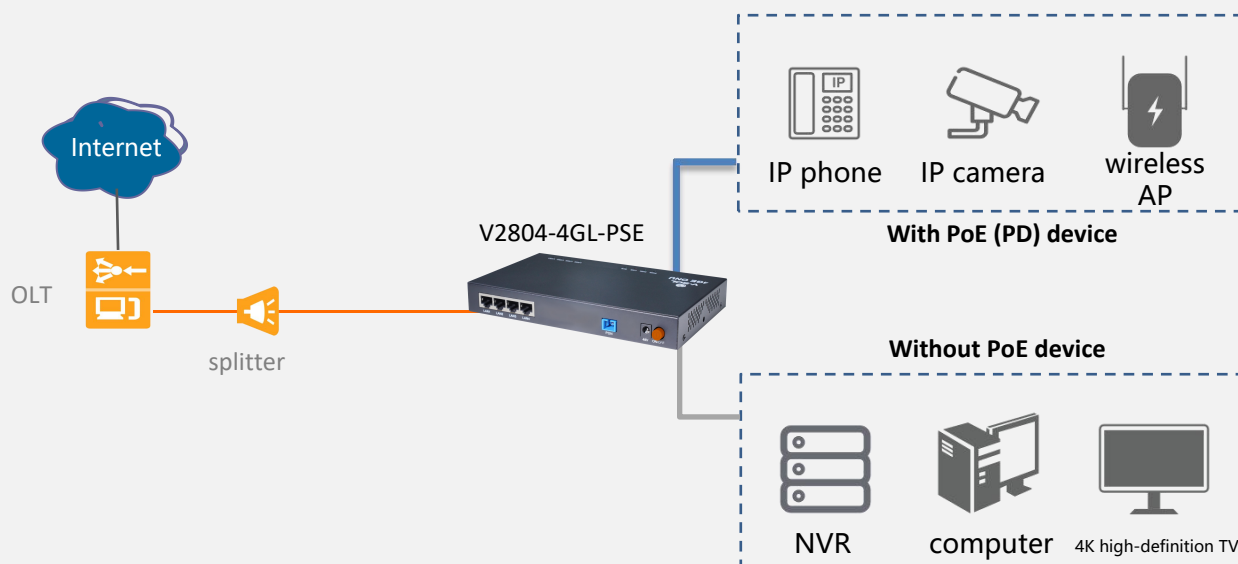 Internet
OLT
splitter
V2804-4GL-PSE
IP
IP phone
IP camera
wireless
AP
With PoE (PD) device
Without PoE device
NVR
computer
4K high-definition TV